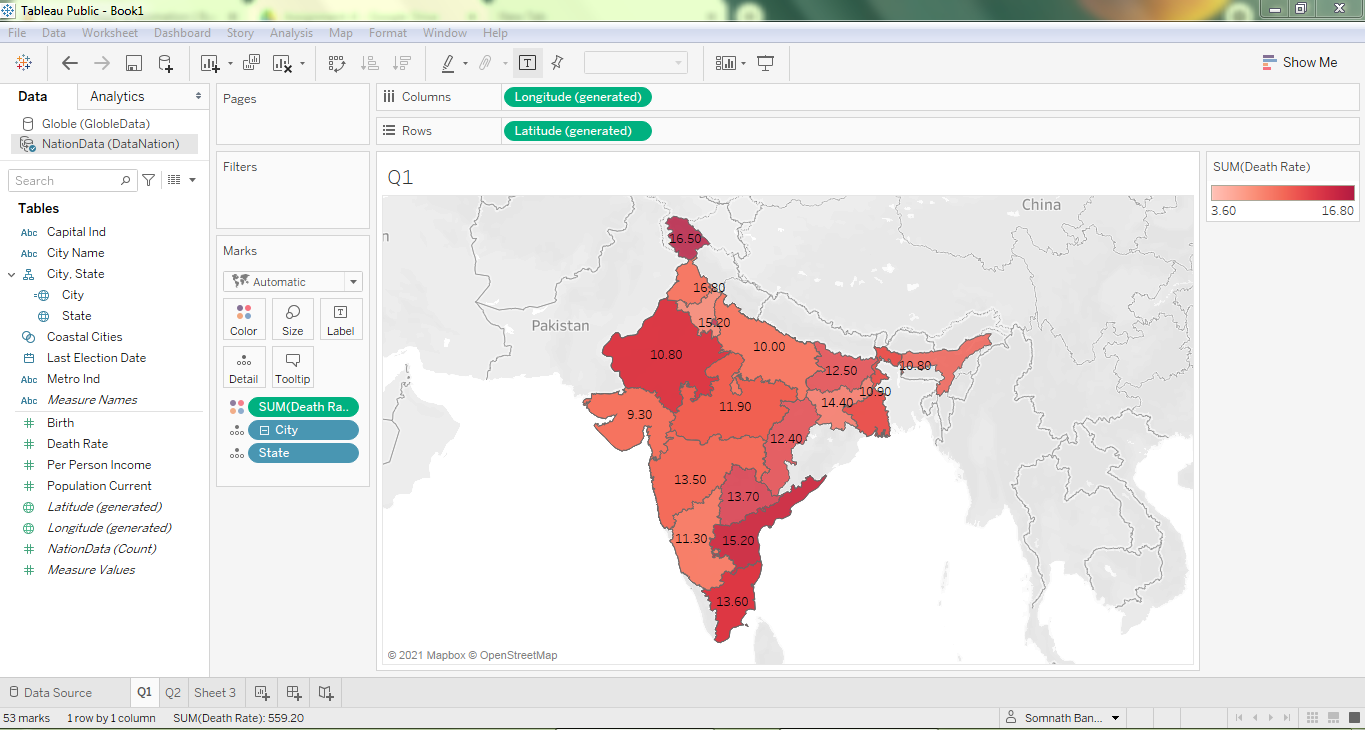 Tableau Public - Book1
File Data Worksheet Dashboard Story Analysis Map Format Window Help
Show Me
Data Analytics
Globle (GlobleData)
NationData (DataNation)
Search
Tables
Abc Capital Ind
Abc City Name
City, State
City
State
Coastal Cities
Last Election Date
Abc Metro Ind
Abc Measure Names
Birth
Death Rate
Per Person Income
Population Current
Latitude (generated)
Longitude (generated)
NationData (Count)
Measure Values
Pages
Filters
Marks
Automatic
Color Size Label
Detail Tooltip
SUM(Death Ra..
City
State
Columns Longitude (generated)
Rows Latitude (generated)
Q1
China
n
16.50
16.80
15.20
Pakistan
10.00
10.80
12.50
10.80
10.90
14.40
11.90
9.30
12.40
13.50
13.70
11.30
15.20
13.60
© 2021 Mapbox © OpenStreetMap
SUM(Death Rate)
3.60 16.80
Data Source Q1 Q2 Sheet 3
53 marks 1 row by 1 column SUM(Death Rate): 559.20 Somnath Ban...